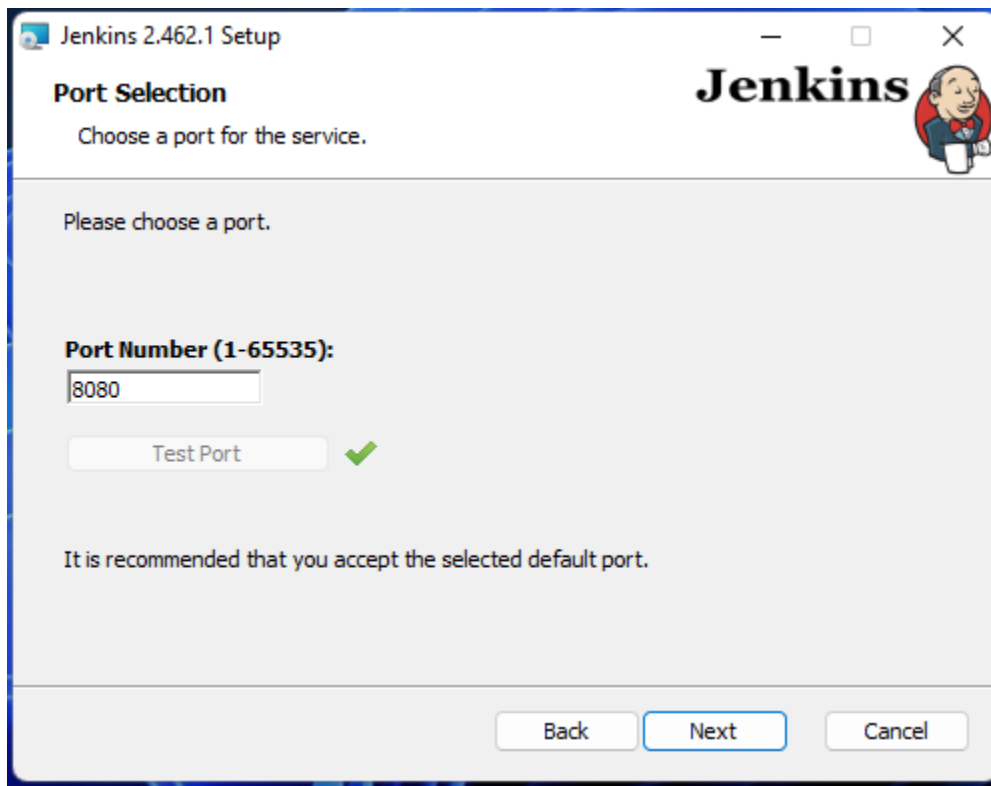 Jenkins 2.462.1 Setup
Port Selection
Jenkins
Choose a port for the service.
Please choose a port.
Port Number (1-65535):
8080
Test Port
It is recommended that you accept the selected default port.
Back
Next
Cancel